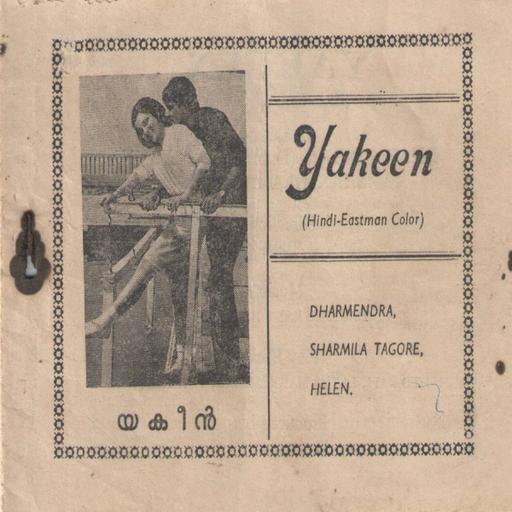 Yakeen
(Hindi-Eastman Color)
DHARMENDRA,
SHARMILA TAGORE,
HELEN.
യകീൻ